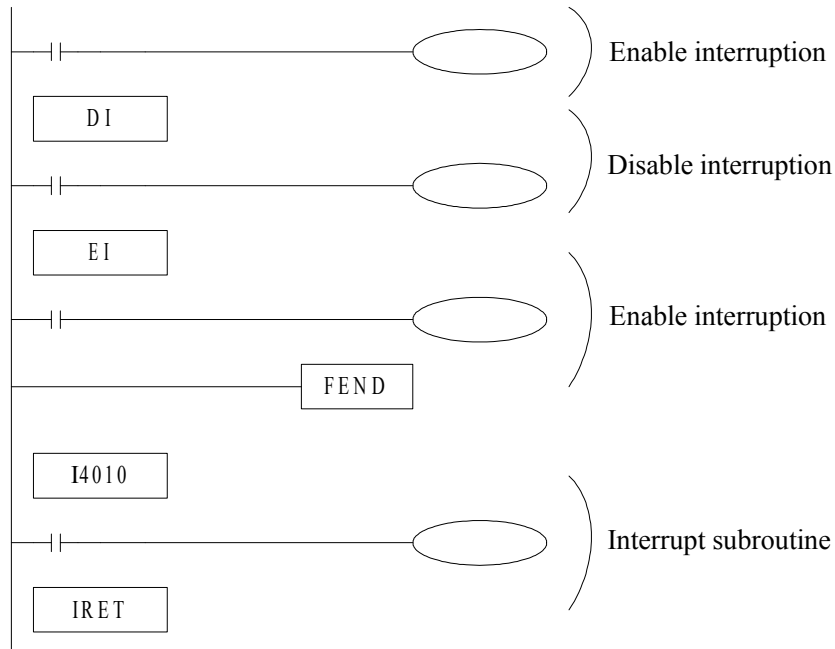 Enable interruption
DI
Disable interruption
EI
Enable interruption
FEND
I4010
Interrupt subroutine
IRET